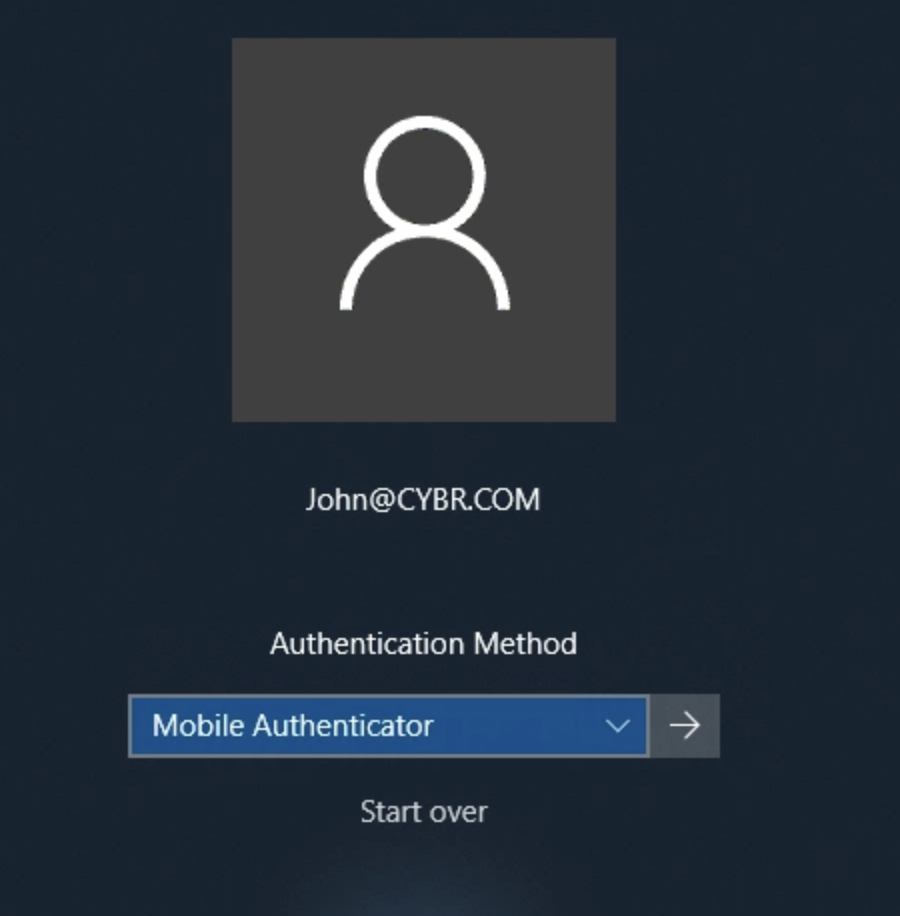 John@CYBR.COM
Authentication Method
Mobile Authenticator
Start over